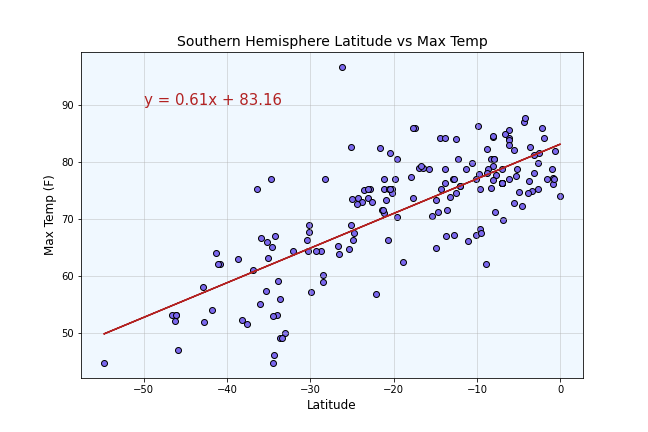 Southern Hemisphere Latitude vs Max Temp
y = 0.61x + 83.16
Max Temp (F)
90
80
70
60
50
−50
−40
−30
−20
−10
0
Latitude